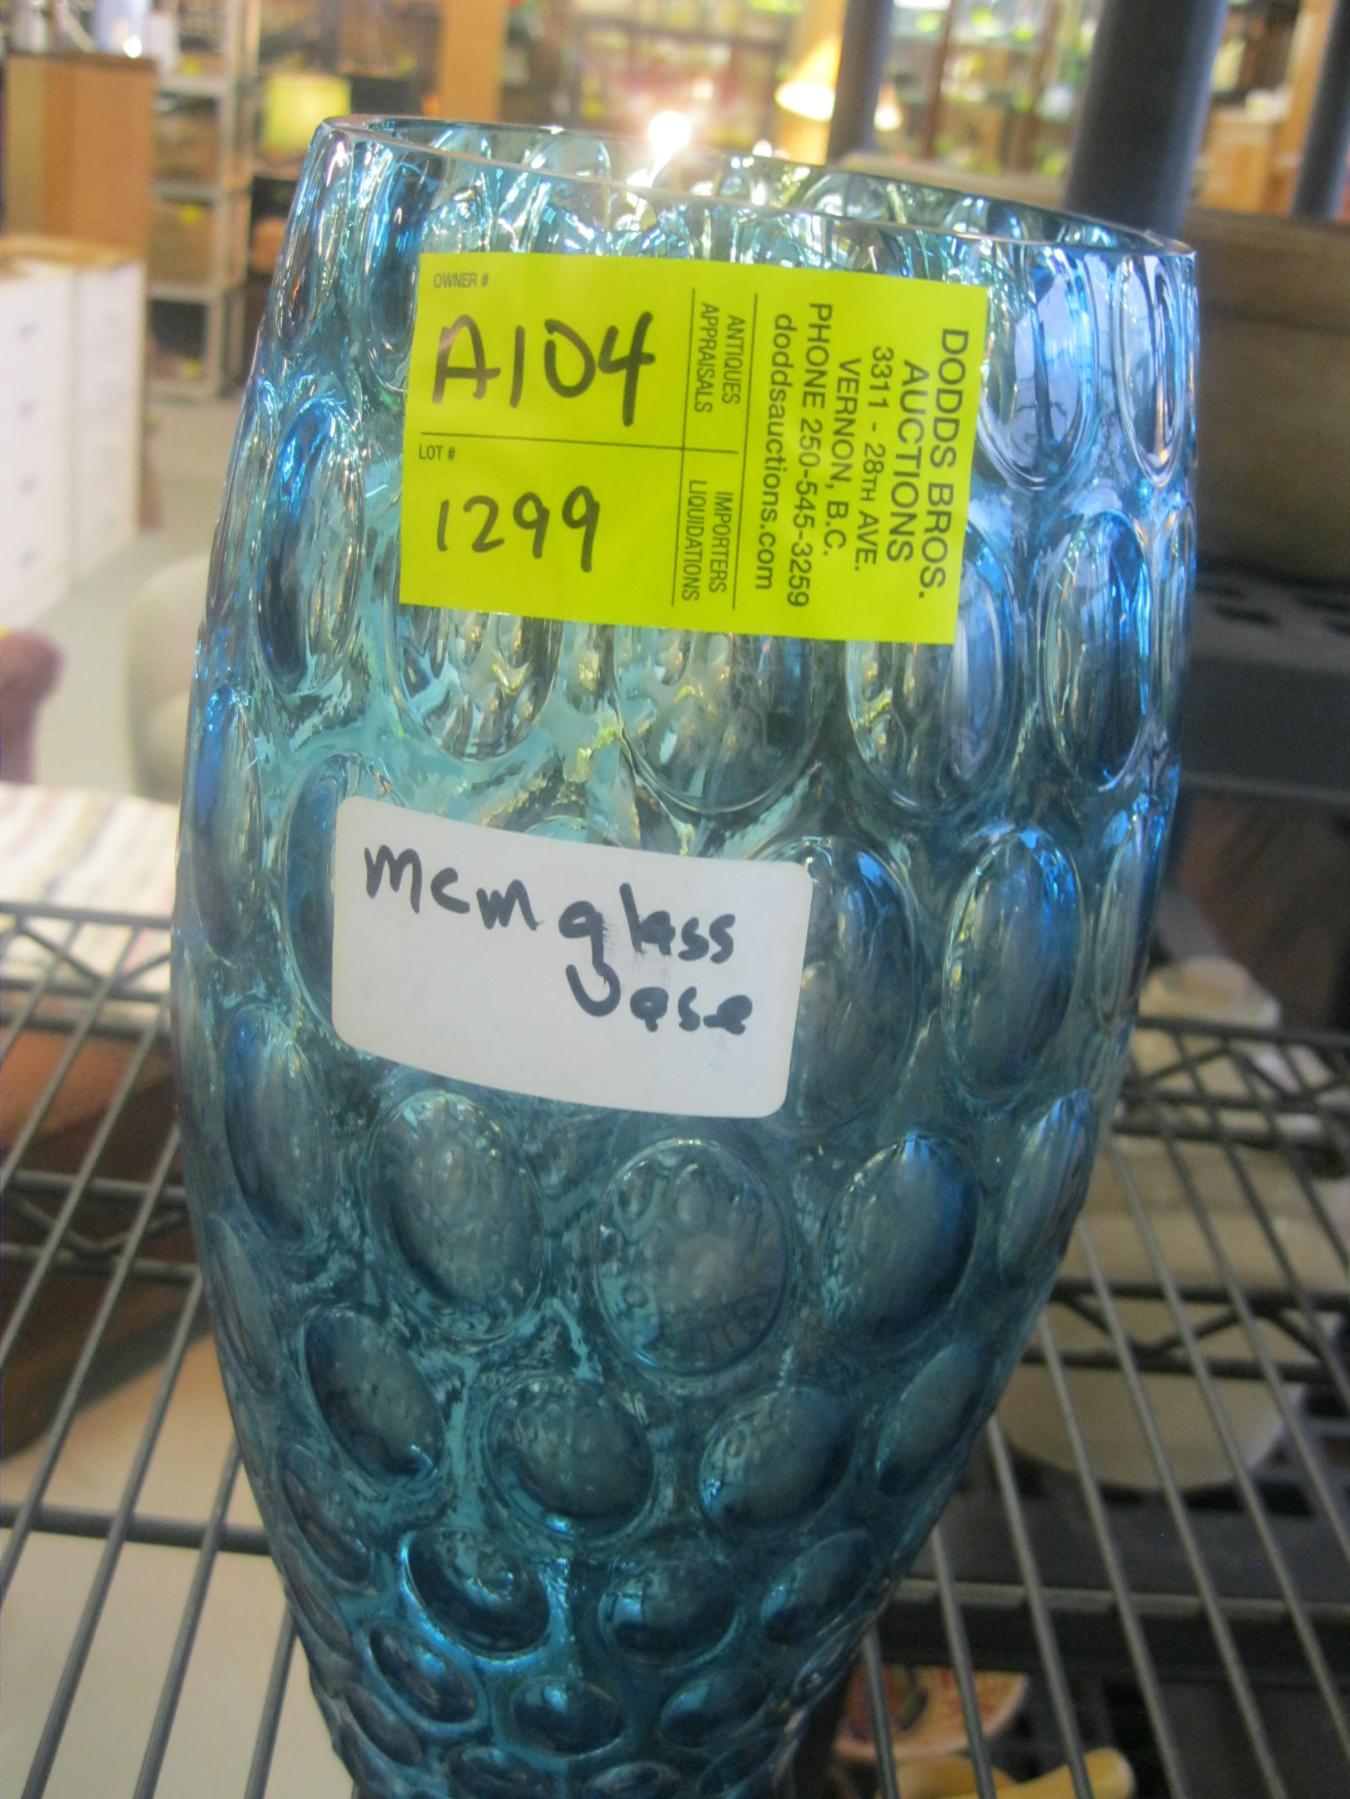 OWNER #
A104
LOT #
1299
ANTIQUES
APPRAISALS
IMPORTERS
LIQUIDATIONS
DODDS BROS.
AUCTIONS
3311 - 28TH AVE.
VERNON, B.C.
PHONE 250-545-3259
doddsauctions.com
mcm glass
Vase